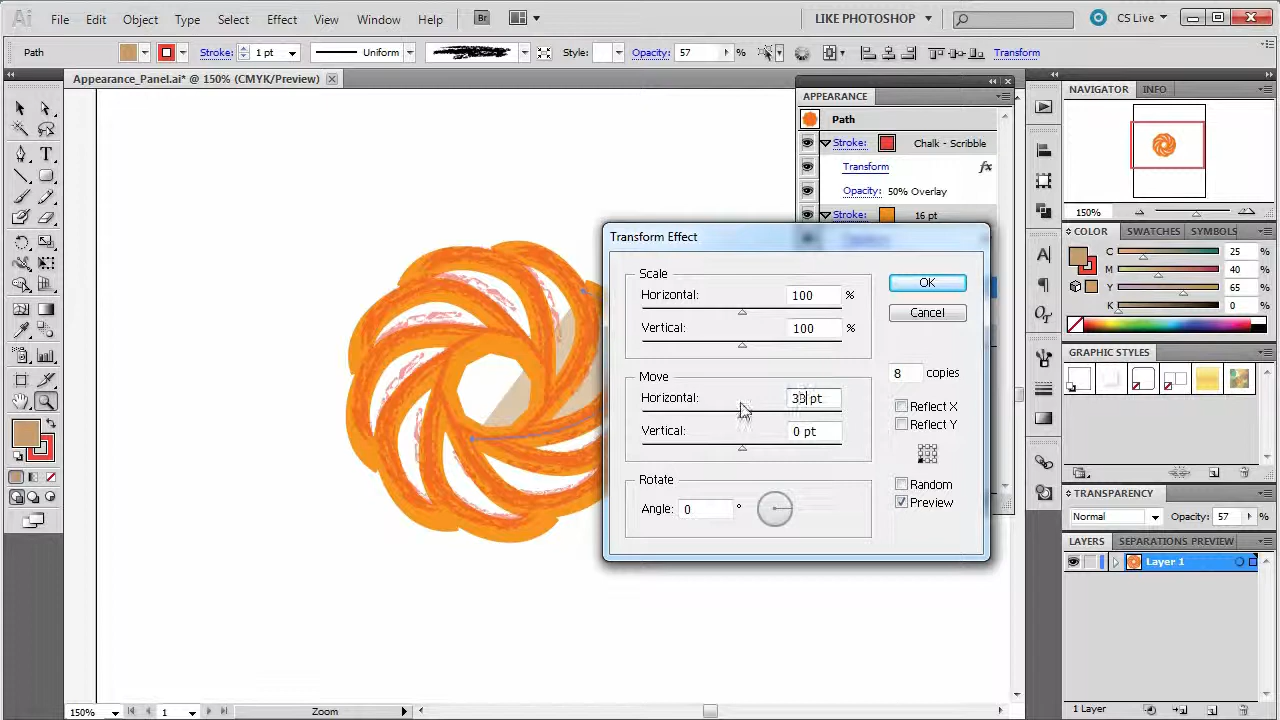 Ai File Edit Object Type Select Effect View Window Help Br LIKE PHOTOSHOP CS Live
Path Stroke: 1 pt Uniform Style: Opacity: 57 % Transform
Appearance_Panel.ai* @ 150% (CMYK/Preview)
APPEARANCE
Path
Stroke: Chalk - Scribble
Transform fx
Opacity: 50% Overlay
Stroke: 16 pt
Transform Effect
Scale
Horizontal: 100 %
Vertical: 100 %
OK
Cancel
8 copies
Move
Horizontal: 33 pt
Vertical: 0 pt
Reflect X
Reflect Y
Rotate
Angle: 0 °
Random
Preview
NAVIGATOR INFO
150%
COLOR SWATCHES SYMBOLS
C 25
M 40
Y 65
K 0
GRAPHIC STYLES
TRANSPARENCY
Normal Opacity: 57 %
LAYERS SEPARATIONS PREVIEW
Layer 1
1 Layer
150% 1 Zoom